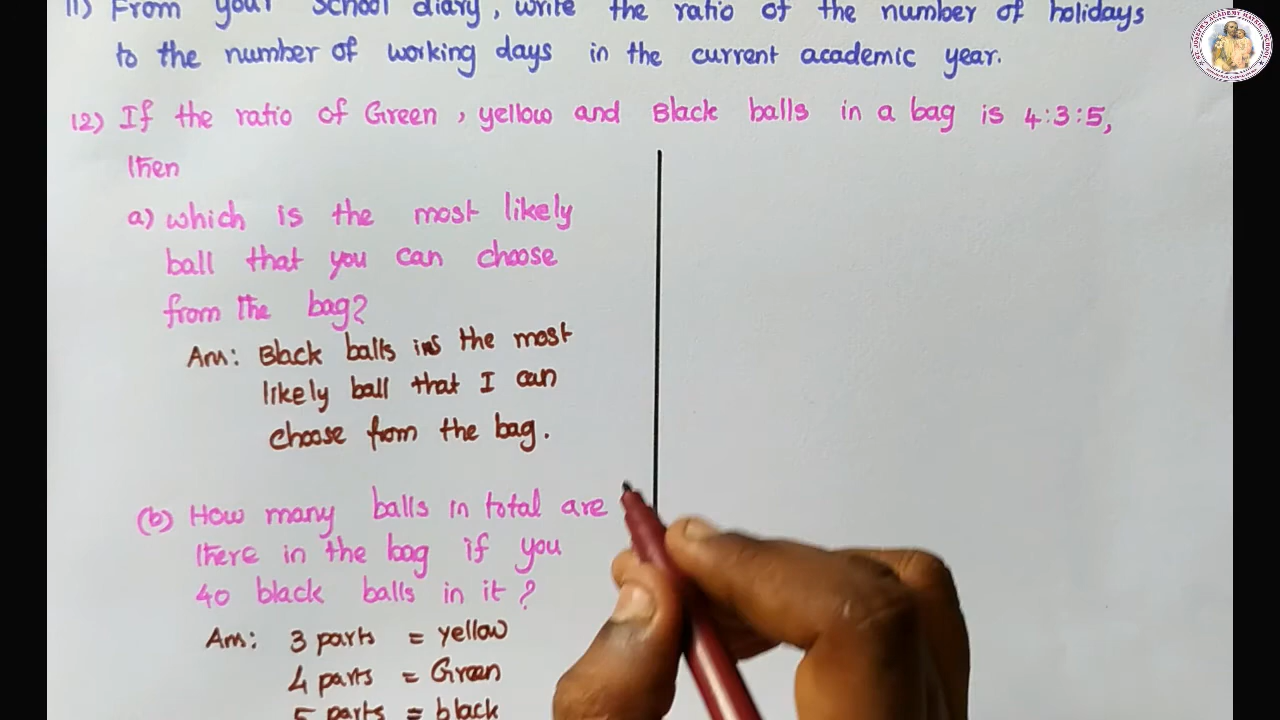 11) From your School diary, write the ratio of the number of holidays
to the number of working days in the current academic year.
12) If the ratio of Green, yellow and Black balls in a bag is 4:3:5,
then
a) which is the most likely
ball that you can choose
from the bag?
Ans: Black balls is the most
likely ball that I can
choose from the bag.
(b) How many balls in total are
there in the bag if you
40 black balls in it?
Ans: 3 parts = yellow
4 parts = Green
5 parts = black